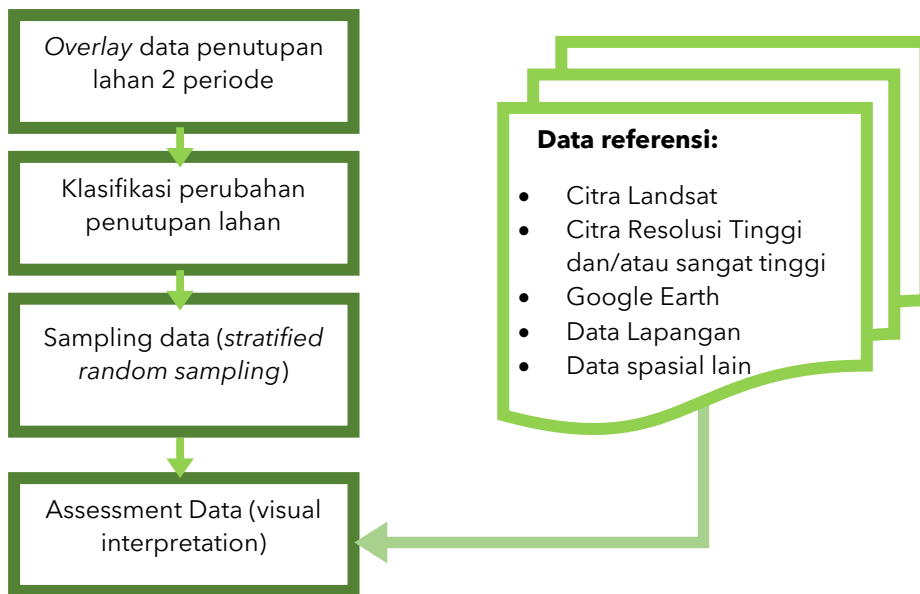 Overlay data penutupan
lahan 2 periode
Klasifikasi perubahan
penutupan lahan
Sampling data (stratified
random sampling)
Assessment Data (visual
interpretation)
Data referensi:
• Citra Landsat
• Citra Resolusi Tinggi
dan/atau sangat tinggi
• Google Earth
• Data Lapangan
• Data spasial lain